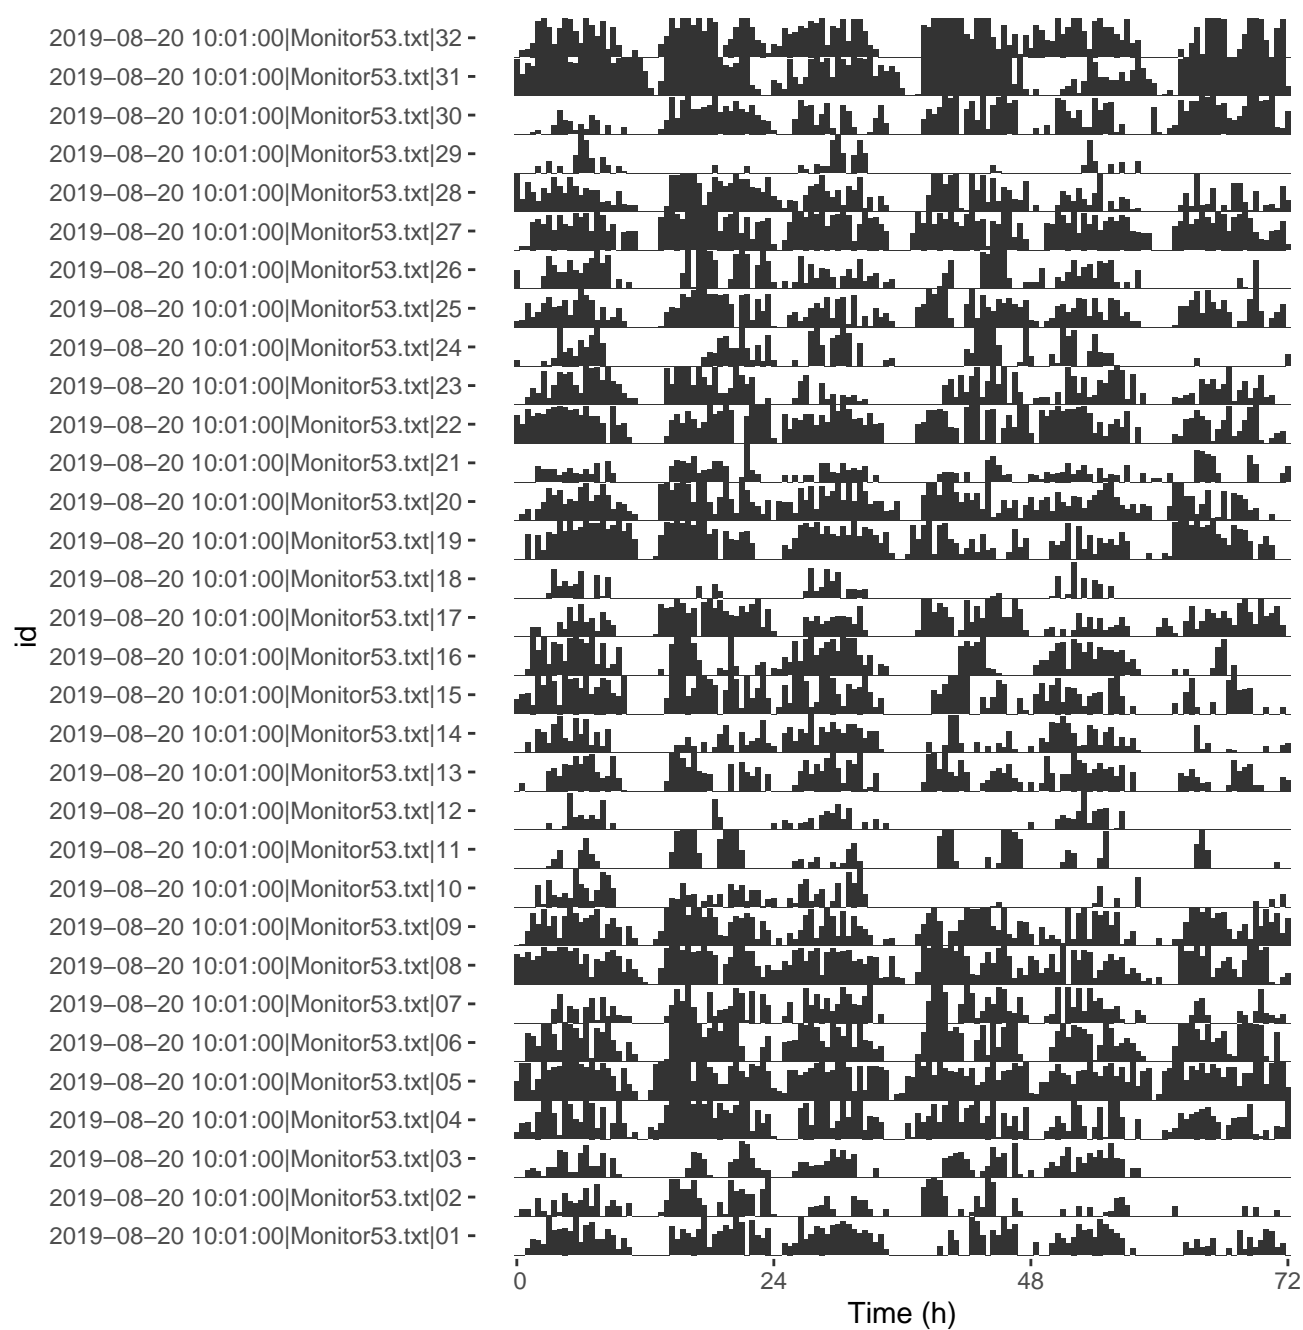 2019–08–20 10:01:00|Monitor53.txt|32
2019–08–20 10:01:00|Monitor53.txt|31
2019–08–20 10:01:00|Monitor53.txt|30
2019–08–20 10:01:00|Monitor53.txt|29
2019–08–20 10:01:00|Monitor53.txt|28
2019–08–20 10:01:00|Monitor53.txt|27
2019–08–20 10:01:00|Monitor53.txt|26
2019–08–20 10:01:00|Monitor53.txt|25
2019–08–20 10:01:00|Monitor53.txt|24
2019–08–20 10:01:00|Monitor53.txt|23
2019–08–20 10:01:00|Monitor53.txt|22
2019–08–20 10:01:00|Monitor53.txt|21
2019–08–20 10:01:00|Monitor53.txt|20
2019–08–20 10:01:00|Monitor53.txt|19
2019–08–20 10:01:00|Monitor53.txt|18
2019–08–20 10:01:00|Monitor53.txt|17
id
2019–08–20 10:01:00|Monitor53.txt|16
2019–08–20 10:01:00|Monitor53.txt|15
2019–08–20 10:01:00|Monitor53.txt|14
2019–08–20 10:01:00|Monitor53.txt|13
2019–08–20 10:01:00|Monitor53.txt|12
2019–08–20 10:01:00|Monitor53.txt|11
2019–08–20 10:01:00|Monitor53.txt|10
2019–08–20 10:01:00|Monitor53.txt|09
2019–08–20 10:01:00|Monitor53.txt|08
2019–08–20 10:01:00|Monitor53.txt|07
2019–08–20 10:01:00|Monitor53.txt|06
2019–08–20 10:01:00|Monitor53.txt|05
2019–08–20 10:01:00|Monitor53.txt|04
2019–08–20 10:01:00|Monitor53.txt|03
2019–08–20 10:01:00|Monitor53.txt|02
2019–08–20 10:01:00|Monitor53.txt|01
0 24 48 72
Time (h)